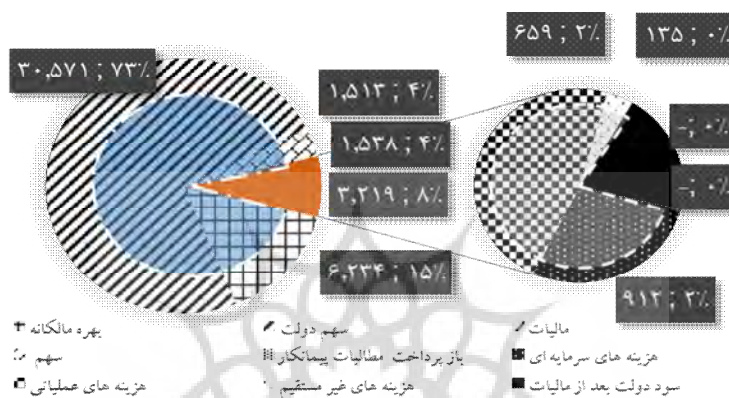 ۶۵۹ ; ۲٪
۱۳۵ ; ۰٪
۳۰,۵۷۱ ; ۷۳٪
۱,۵۱۳ ; ۴٪
۱,۵۳۸ ; ۴٪
۳,۲۱۹ ; ۸٪
۶,۲۳۴ ; ۱۵٪
-; ۰٪
-; ۰٪
۹۱۲ ; ۲٪
مالیات سهم دولت بهره مالکانه
هزینه های سرمایه ای باز پرداخت مطالبات پیمانکار سهم
سود دولت بعد از مالیات هزینه های غیر مستقیم هزینه های عملیاتی